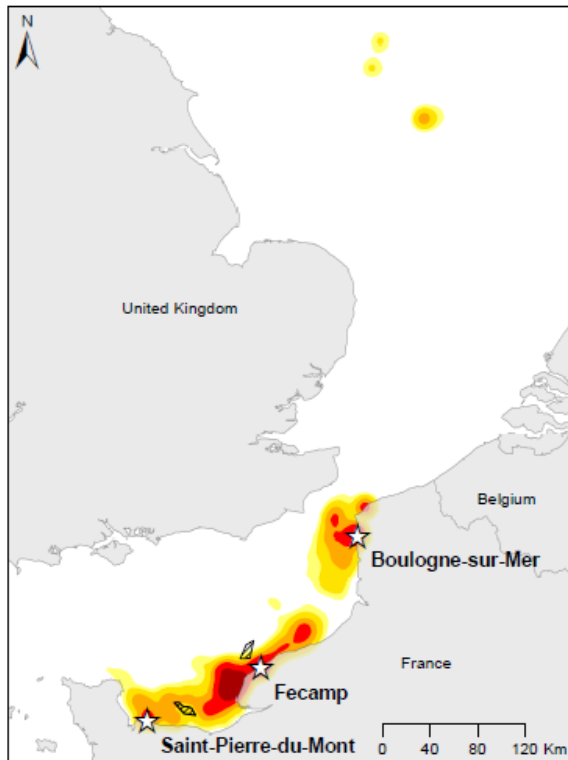 N
United Kingdom
Belgium
Boulogne-sur-Mer
France
Fecamp
Saint-Pierre-du-Mont
0 40 80 120 Km